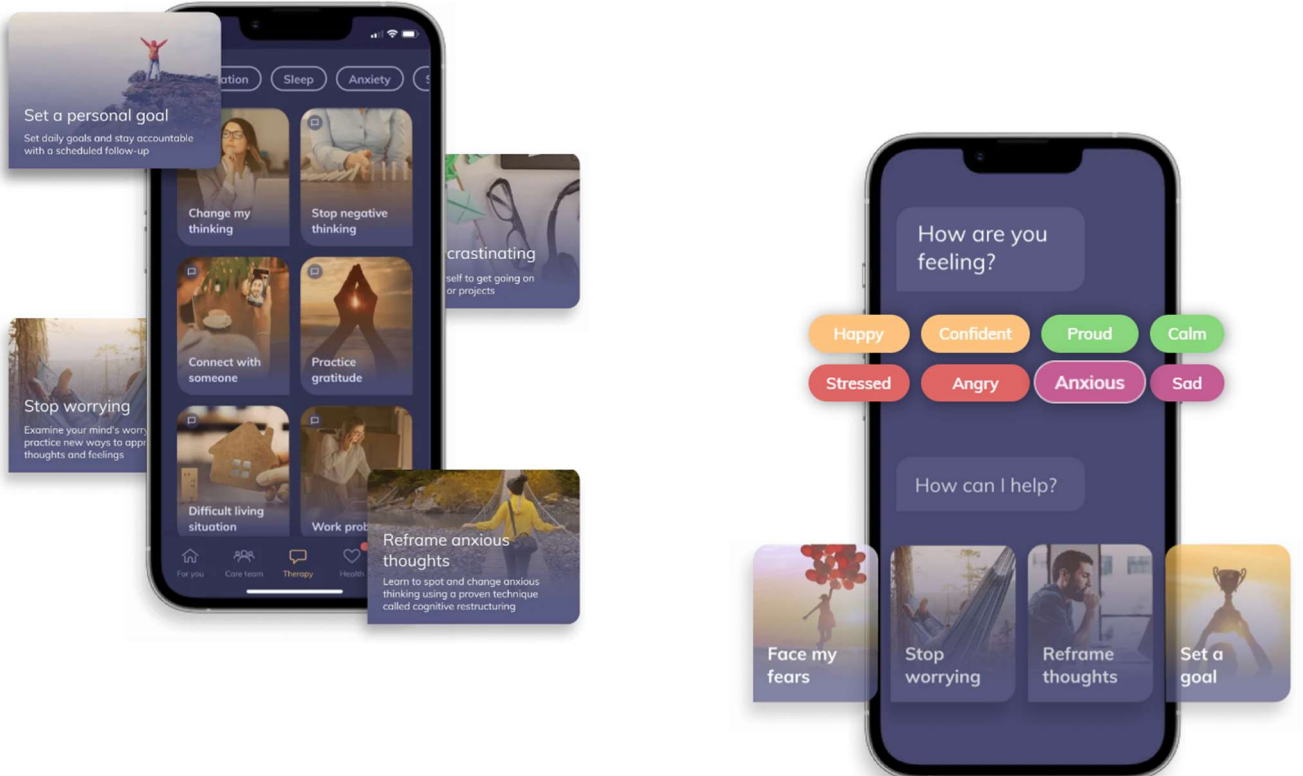 Set a personal goal
Set daily goals and stay accountable
with a scheduled follow-up
Sleep
Anxiety
Change my
thinking
Stop negative
thinking
crastinating
self to get going on
or projects
Connect with
someone
Practice
gratitude
Stop worrying
Examine your mind's worry
practice new ways to appr
thoughts and feelings
Difficult living
situation
Work prob
Reframe anxious
thoughts
Learn to spot and change anxious
thinking using a proven technique
called cognitive restructuring
For you
Care team
Therapy
Health
How are you
feeling?
Happy
Confident
Proud
Calm
Stressed
Angry
Anxious
Sad
How can I help?
Face my
fears
Stop
worrying
Reframe
thoughts
Set a
goal